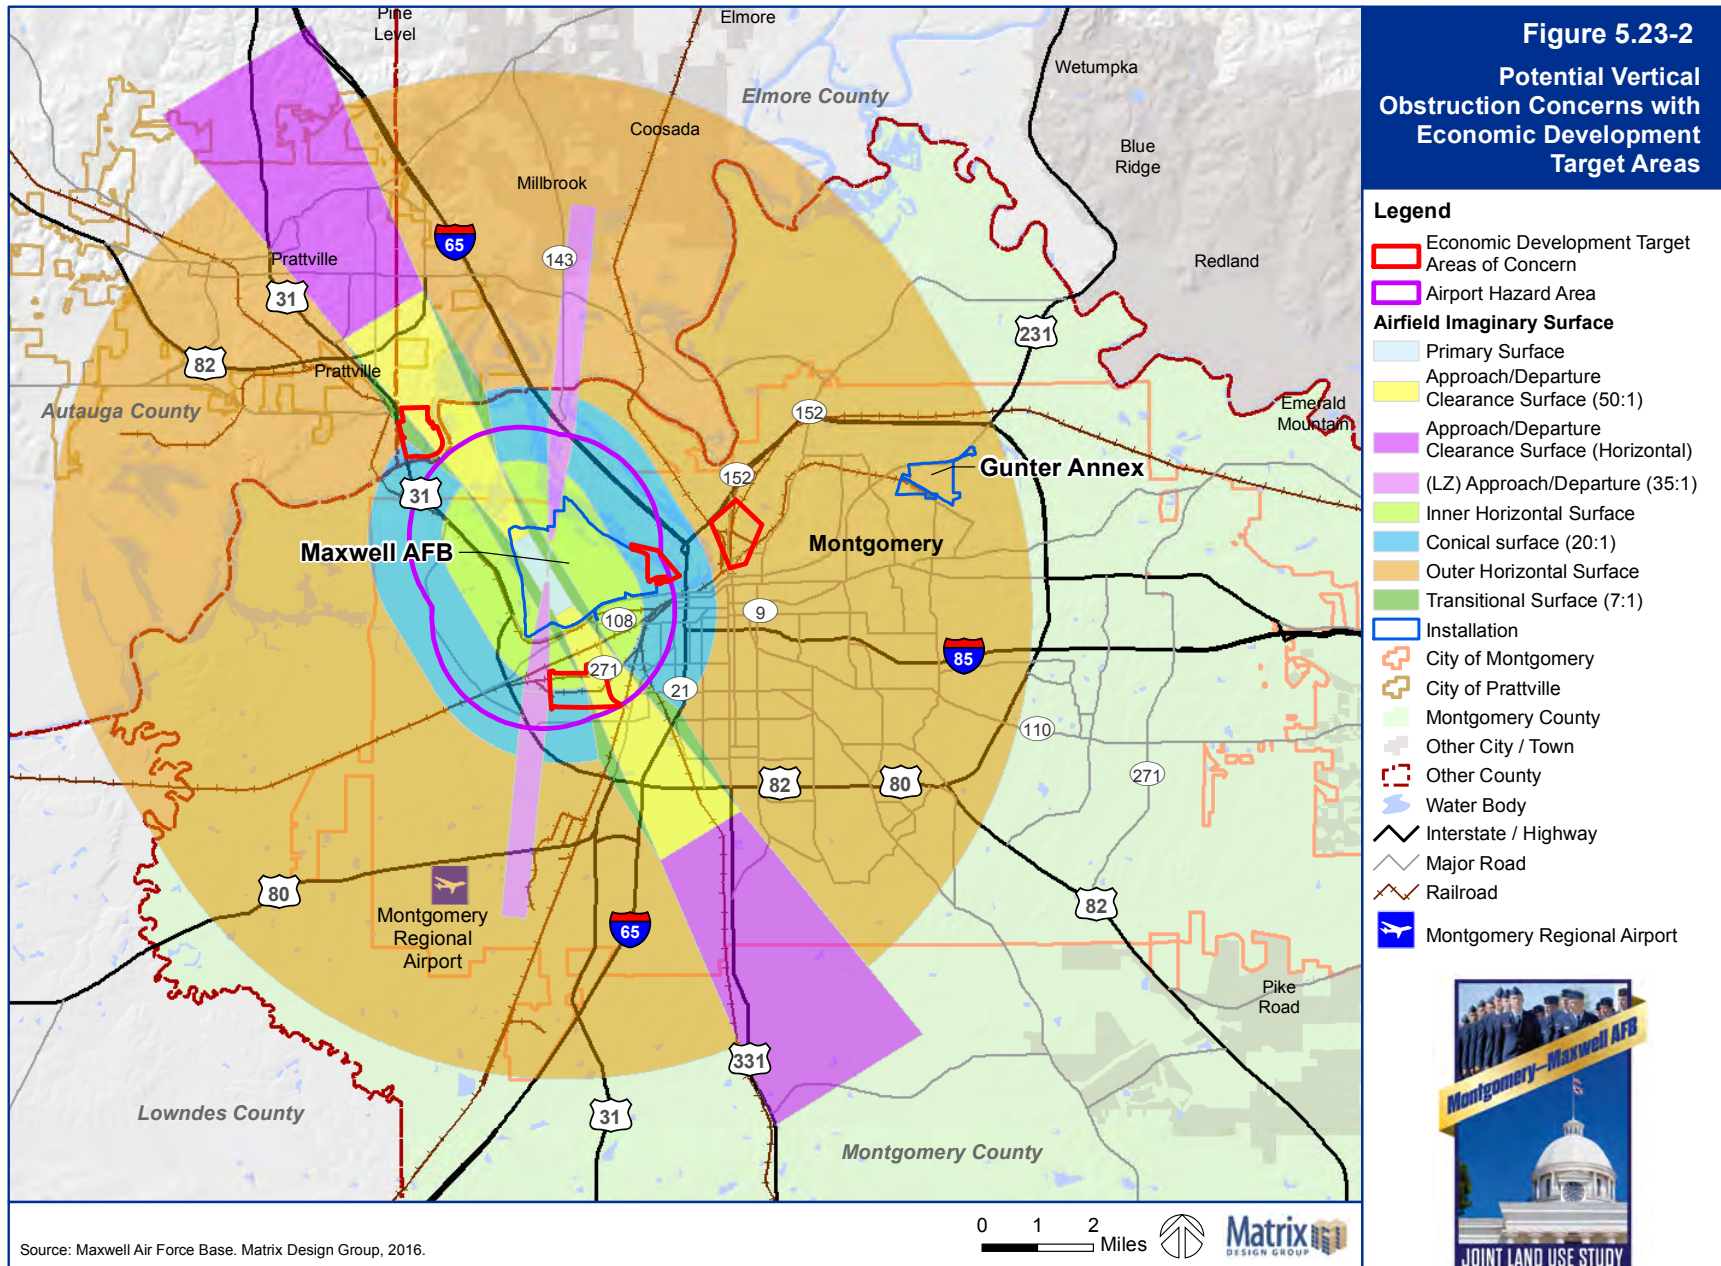 Figure 5.23-2
Potential Vertical
Obstruction Concerns with
Economic Development
Target Areas
Legend
Economic Development Target
Areas of Concern
Airport Hazard Area
Airfield Imaginary Surface
Primary Surface
Approach/Departure
Clearance Surface (50:1)
Approach/Departure
Clearance Surface (Horizontal)
(LZ) Approach/Departure (35:1)
Inner Horizontal Surface
Conical surface (20:1)
Outer Horizontal Surface
Transitional Surface (7:1)
Installation
City of Montgomery
City of Prattville
Montgomery County
Other City / Town
Other County
Water Body
Interstate / Highway
Major Road
Railroad
Montgomery Regional Airport
Montgomery—Maxwell AFB
JOINT LAND USE STUDY
Pine
Level
Elmore
Wetumpka
Elmore County
Coosada
Blue
Ridge
Millbrook
65
143
Prattville
Redland
31
231
82
Prattville
Autauga County
152
Emerald
Mountain
Gunter Annex
152
31
Maxwell AFB
Montgomery
108
9
85
271
21
110
82
80
271
80
82
Montgomery
Regional
Airport
65
Pike
Road
331
31
Lowndes County
Montgomery County
0 1 2
Miles
Matrix
DESIGN GROUP
Source: Maxwell Air Force Base. Matrix Design Group, 2016.